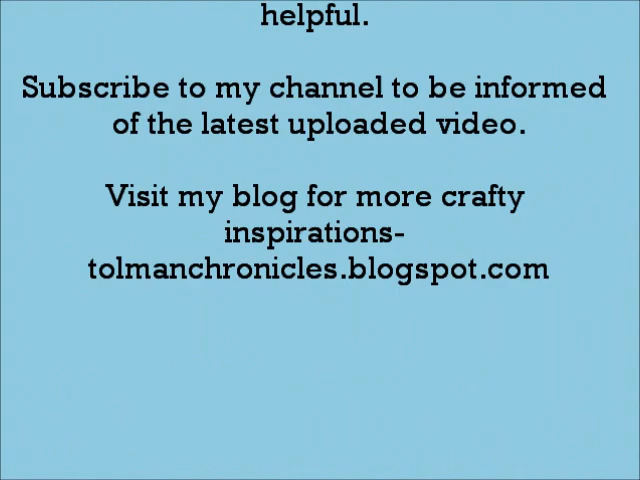 helpful.
Subscribe to my channel to be informed
of the latest uploaded video.
Visit my blog for more crafty
inspirations-
tolmanchronicles.blogspot.com